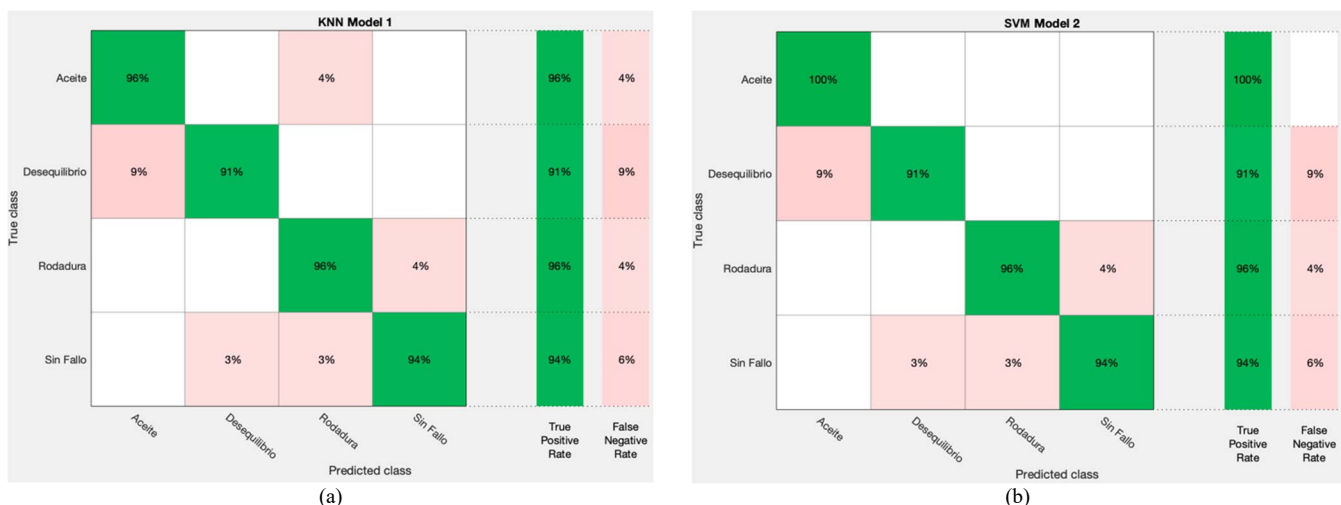 KNN Model 1
True class
Aceite
96%
4%
96%
4%
Desequilibrio
9%
91%
91%
9%
Rodadura
96%
4%
96%
4%
Sin Fallo
3%
3%
94%
94%
6%
Aceite
Desequilibrio
Rodadura
Sin Fallo
True
Positive
Rate
False
Negative
Rate
Predicted class
(a)
SVM Model 2
True class
Aceite
100%
100%
Desequilibrio
9%
91%
91%
9%
Rodadura
96%
4%
96%
4%
Sin Fallo
3%
3%
94%
94%
6%
Aceite
Desequilibrio
Rodadura
Sin Fallo
True
Positive
Rate
False
Negative
Rate
Predicted class
(b)